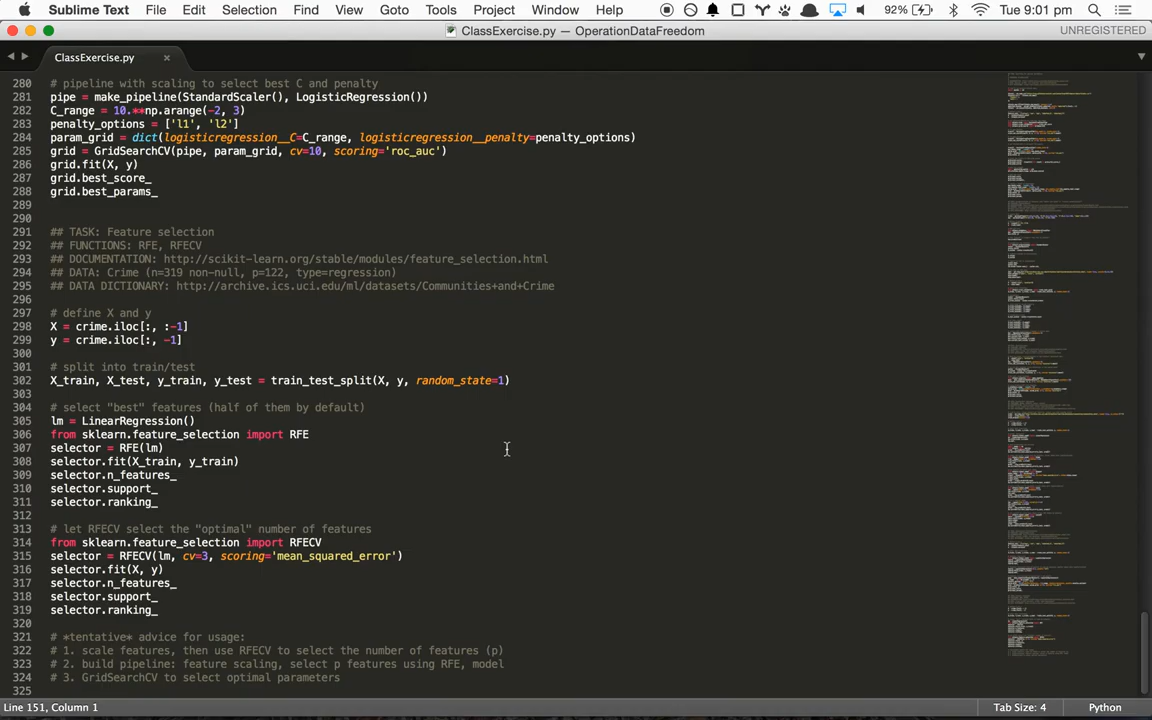 Sublime Text File Edit Selection Find View Goto Tools Project Window Help 92% Tue 9:01 pm
ClassExercise.py — OperationDataFreedom UNREGISTERED
ClassExercise.py ×
280 # pipeline with scaling to select best C and penalty
281 pipe = make_pipeline(StandardScaler(), LogisticRegression())
282 C_range = 10.**np.arange(-2, 3)
283 penalty_options = ['l1', 'l2']
284 param_grid = dict(logisticregression__C=C_range, logisticregression__penalty=penalty_options)
285 grid = GridSearchCV(pipe, param_grid, cv=10, scoring='roc_auc')
286 grid.fit(X, y)
287 grid.best_score_
288 grid.best_params_
289
290
291 ## TASK: Feature selection
292 ## FUNCTIONS: RFE, RFECV
293 ## DOCUMENTATION: http://scikit-learn.org/stable/modules/feature_selection.html
294 ## DATA: Crime (n=319 non-null, p=122, type=regression)
295 ## DATA DICTIONARY: http://archive.ics.uci.edu/ml/datasets/Communities+and+Crime
296
297 # define X and y
298 X = crime.iloc[:, :-1]
299 y = crime.iloc[:, -1]
300
301 # split into train/test
302 X_train, X_test, y_train, y_test = train_test_split(X, y, random_state=1)
303
304 # select "best" features (half of them by default)
305 lm = LinearRegression()
306 from sklearn.feature_selection import RFE
307 selector = RFE(lm)
308 selector.fit(X_train, y_train)
309 selector.n_features_
310 selector.support_
311 selector.ranking_
312
313 # let RFECV select the "optimal" number of features
314 from sklearn.feature_selection import RFECV
315 selector = RFECV(lm, cv=3, scoring='mean_squared_error')
316 selector.fit(X, y)
317 selector.n_features_
318 selector.support_
319 selector.ranking_
320
321 # *tentative* advice for usage:
322 # 1. scale features, then use RFECV to select the number of features (p)
323 # 2. build pipeline: feature scaling, select p features using RFE, model
324 # 3. GridSearchCV to select optimal parameters
325
Line 151, Column 1 Tab Size: 4 Python